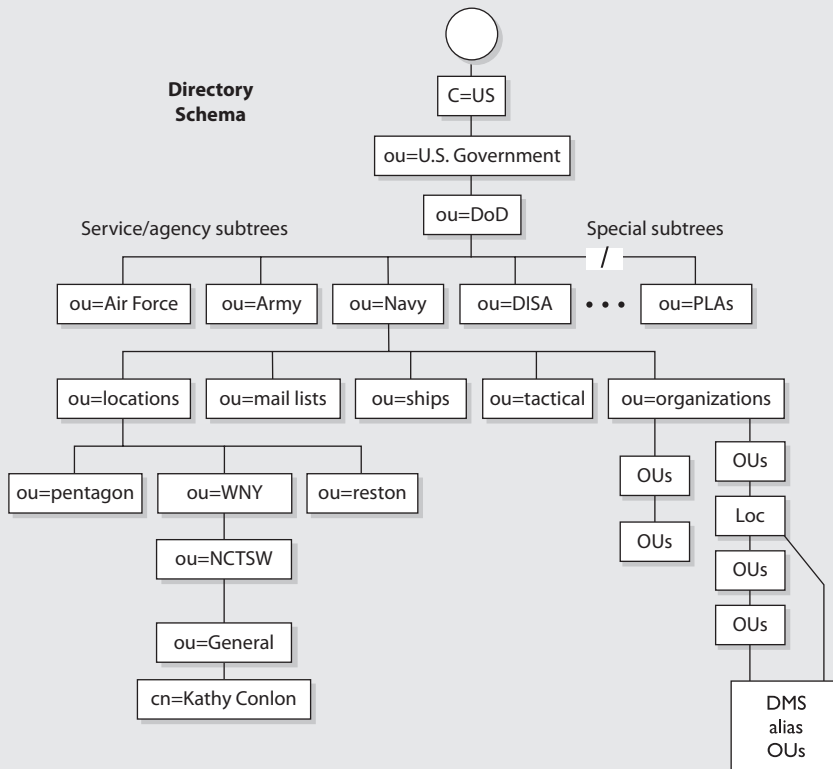 Directory
Schema
C=US
ou=U.S. Government
ou=DoD
Service/agency subtrees
Special subtrees
/
ou=Air Force
ou=Army
ou=Navy
ou=DISA
• • •
ou=PLAs
ou=locations
ou=mail lists
ou=ships
ou=tactical
ou=organizations
ou=pentagon
ou=WNY
ou=reston
OUs
OUs
OUs
Loc
OUs
OUs
ou=NCTSW
ou=General
cn=Kathy Conlon
DMS
alias
OUs